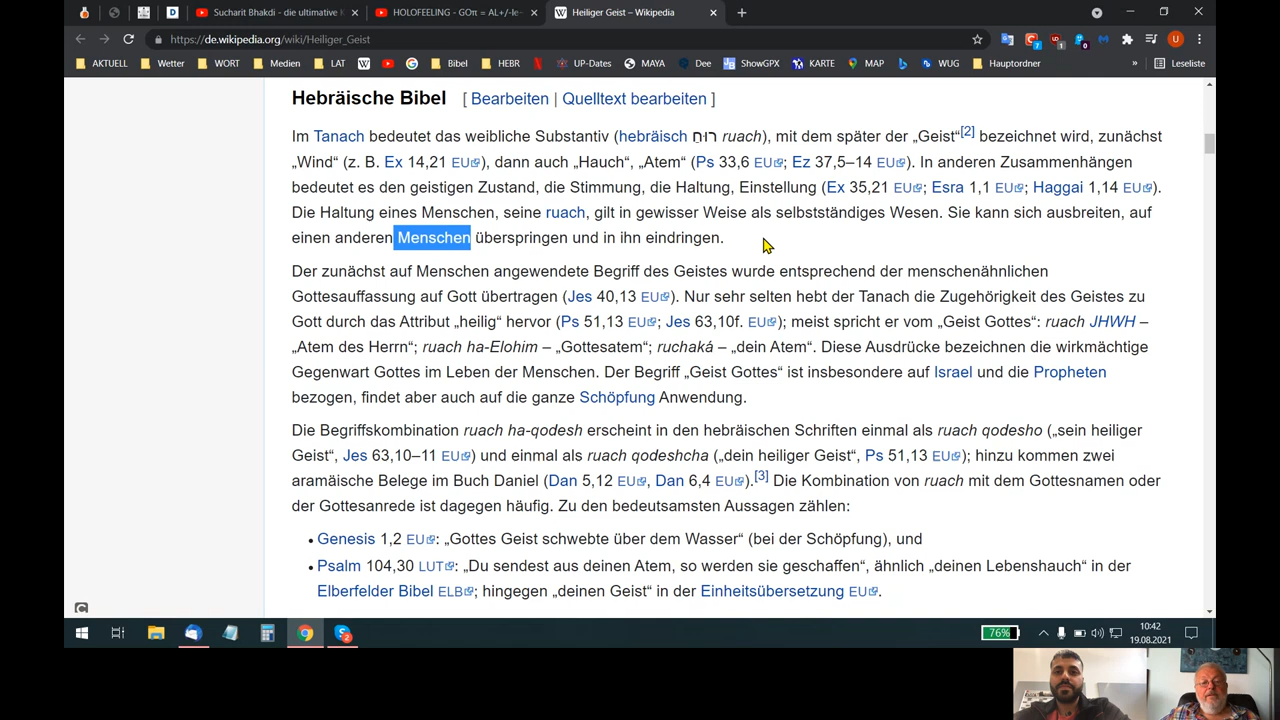 Sucharit Bhakdi - die ultimative K
HOLOFEELING - GOπ = AL+/-le-
Heiliger Geist – Wikipedia
https://de.wikipedia.org/wiki/Heiliger_Geist
AKTUELL Wetter WORT Medien LAT Bibel HEBR UP-Dates MAYA Dee ShowGPX KARTE MAP WUG Hauptordner » Leseliste
Hebräische Bibel [ Bearbeiten | Quelltext bearbeiten ]
Im Tanach bedeutet das weibliche Substantiv (hebräisch רוּחַ ruach), mit dem später der „Geist“[2] bezeichnet wird, zunächst
„Wind“ (z. B. Ex 14,21 EU), dann auch „Hauch“, „Atem“ (Ps 33,6 EU; Ez 37,5–14 EU). In anderen Zusammenhängen
bedeutet es den geistigen Zustand, die Stimmung, die Haltung, Einstellung (Ex 35,21 EU; Esra 1,1 EU; Haggai 1,14 EU).
Die Haltung eines Menschen, seine ruach, gilt in gewisser Weise als selbstständiges Wesen. Sie kann sich ausbreiten, auf
einen anderen Menschen überspringen und in ihn eindringen.
Der zunächst auf Menschen angewendete Begriff des Geistes wurde entsprechend der menschenähnlichen
Gottesauffassung auf Gott übertragen (Jes 40,13 EU). Nur sehr selten hebt der Tanach die Zugehörigkeit des Geistes zu
Gott durch das Attribut „heilig“ hervor (Ps 51,13 EU; Jes 63,10f. EU); meist spricht er vom „Geist Gottes“: ruach JHWH –
„Atem des Herrn“; ruach ha-Elohim – „Gottesatem“; ruchaká – „dein Atem“. Diese Ausdrücke bezeichnen die wirkmächtige
Gegenwart Gottes im Leben der Menschen. Der Begriff „Geist Gottes“ ist insbesondere auf Israel und die Propheten
bezogen, findet aber auch auf die ganze Schöpfung Anwendung.
Die Begriffskombination ruach ha-qodesh erscheint in den hebräischen Schriften einmal als ruach qodesho („sein heiliger
Geist“, Jes 63,10–11 EU) und einmal als ruach qodeshcha („dein heiliger Geist“, Ps 51,13 EU); hinzu kommen zwei
aramäische Belege im Buch Daniel (Dan 5,12 EU, Dan 6,4 EU).[3] Die Kombination von ruach mit dem Gottesnamen oder
der Gottesanrede ist dagegen häufig. Zu den bedeutsamsten Aussagen zählen:
• Genesis 1,2 EU: „Gottes Geist schwebte über dem Wasser“ (bei der Schöpfung), und
• Psalm 104,30 LUT: „Du sendest aus deinen Atem, so werden sie geschaffen“, ähnlich „deinen Lebenshauch“ in der
Elberfelder Bibel ELB; hingegen „deinen Geist“ in der Einheitsübersetzung EU.
76%
10:42
19.08.2021